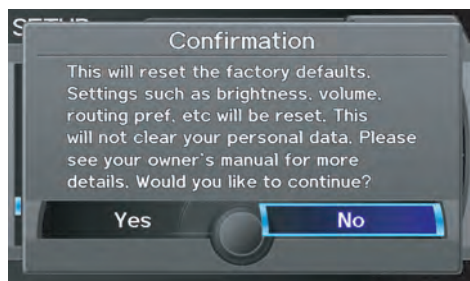 SETUP
Confirmation
This will reset the factory defaults.
Settings such as brightness, volume,
routing pref, etc will be reset. This
will not clear your personal data. Please
see your owner's manual for more
details. Would you like to continue?
Yes
No